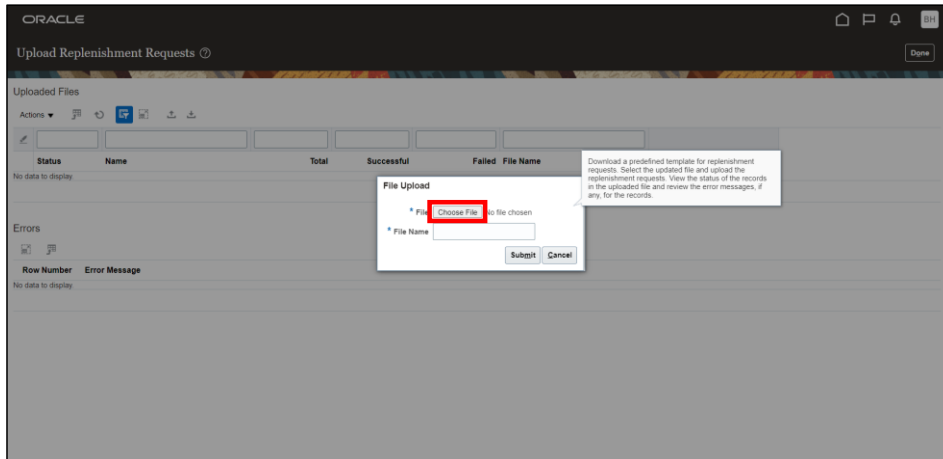 ORACLE
BH
Upload Replenishment Requests
Done
Uploaded Files
Actions
Status Name Total Successful Failed File Name
No data to display.
Download a predefined template for replenishment
requests. Select the updated file and upload the
replenishment requests. View the status of the records
in the uploaded file and review the error messages, if
any, for the records.
File Upload
* File Choose File No file chosen
* File Name
Submit Cancel
Errors
Row Number Error Message
No data to display.